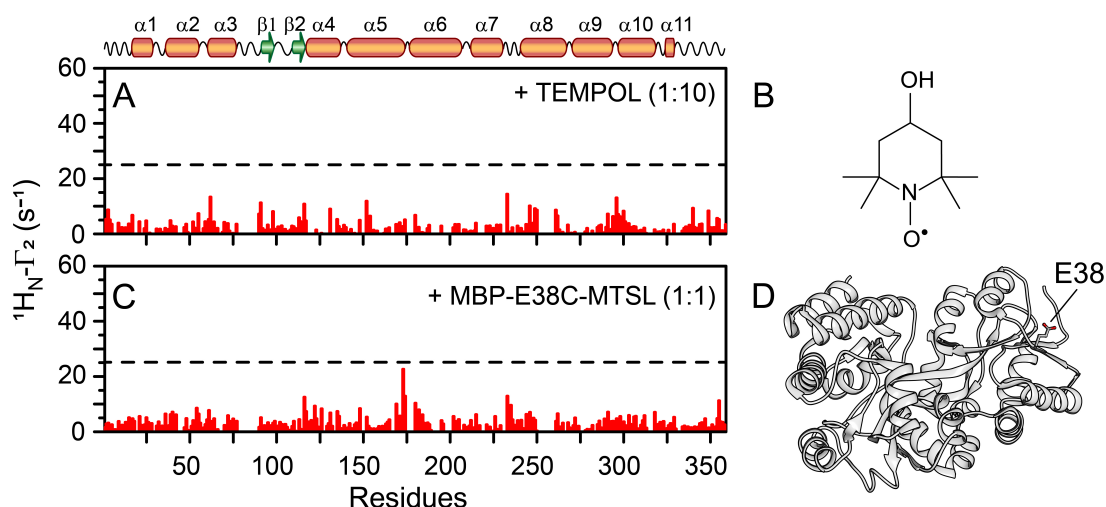 α1 α2 α3 β1 β2 α4 α5 α6 α7 α8 α9 α10 α11
A
+ TEMPOL (1:10)
60
40
20
0
B
OH
N
O•
C
+ MBP-E38C-MTSL (1:1)
60
40
20
0
50 100 150 200 250 300 350
Residues
¹H_N-Γ₂ (s⁻¹)
D
E38